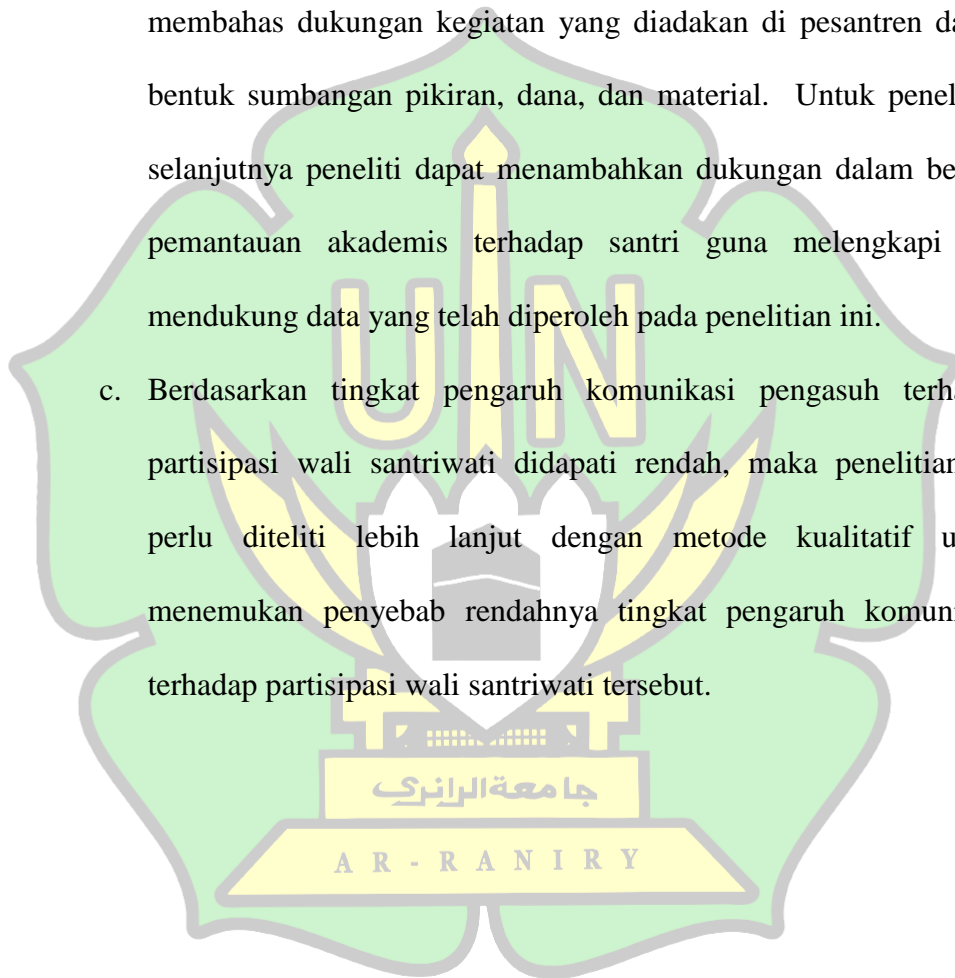 membahas dukungan kegiatan yang diadakan di pesantren da
bentuk sumbangan pikiran, dana, dan material. Untuk penel
selanjutnya peneliti dapat menambahkan dukungan dalam be
pemantauan akademis terhadap santri guna melengkapi
mendukung data yang telah diperoleh pada penelitian ini.
c. Berdasarkan tingkat pengaruh komunikasi pengasuh terha
partisipasi wali santriwati didapati rendah, maka penelitian
perlu diteliti lebih lanjut dengan metode kualitatif u
menemukan penyebab rendahnya tingkat pengaruh komuni
terhadap partisipasi wali santriwati tersebut.
UIN
جامعة الرانري
AR-RANIRY